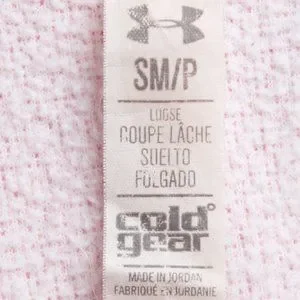 SM/P
LOOSE
COUPE LÂCHE
SUELTO
FOLGADO
cold°
gear
MADE IN JORDAN
FABRIQUÉ EN JORDANIE